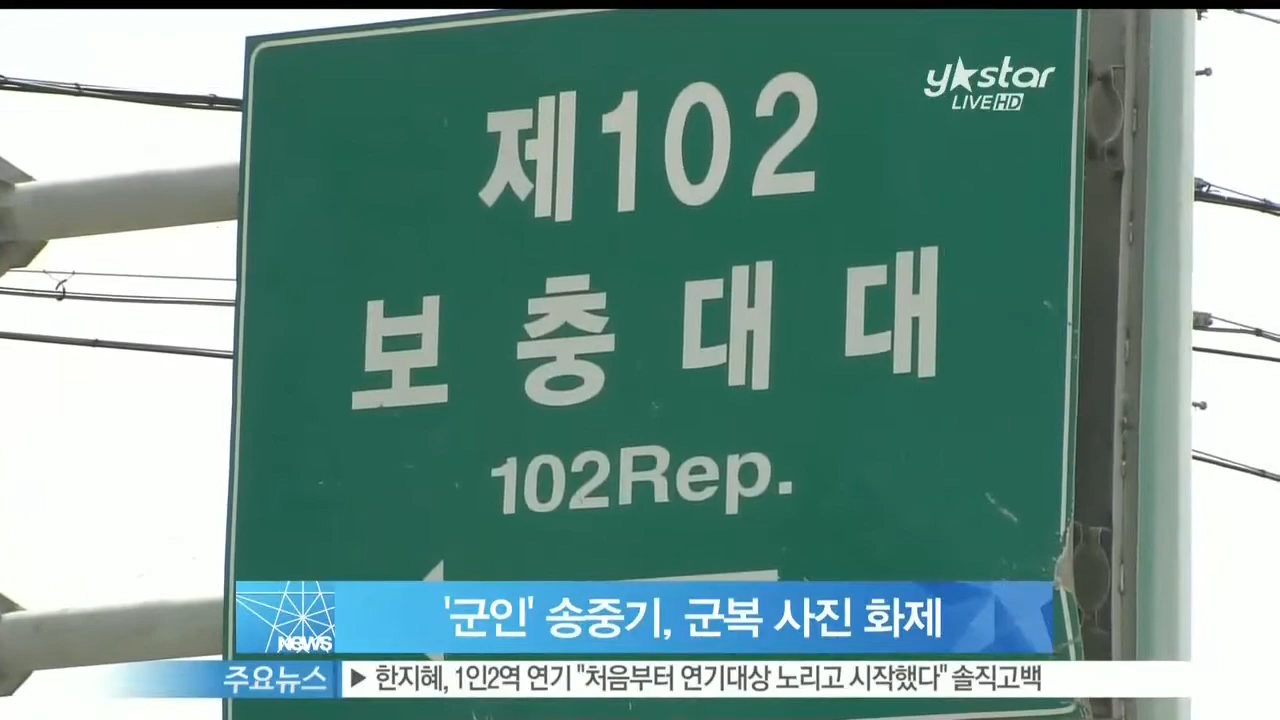 y★star
LIVE HD
제102
보충대대
102Rep.
NEWS
'군인' 송중기, 군복 사진 화제
주요뉴스
▶ 한지혜, 1인2역 연기 "처음부터 연기대상 노리고 시작했다" 솔직고백